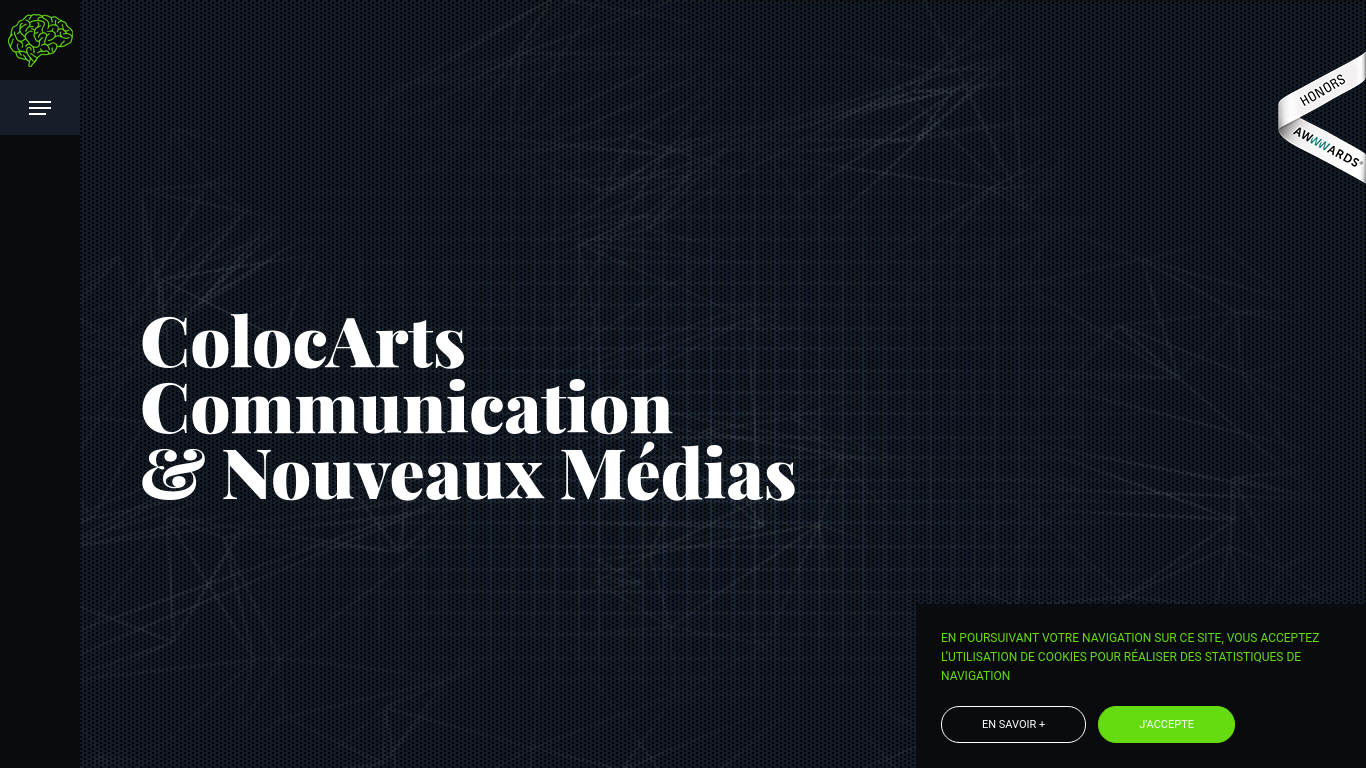 HONORS
AWWWARDS
ColocArts
Communication
& Nouveaux Médias
EN POURSUIVANT VOTRE NAVIGATION SUR CE SITE, VOUS ACCEPTEZ
L'UTILISATION DE COOKIES POUR RÉALISER DES STATISTIQUES DE
NAVIGATION
EN SAVOIR +
J'ACCEPTE